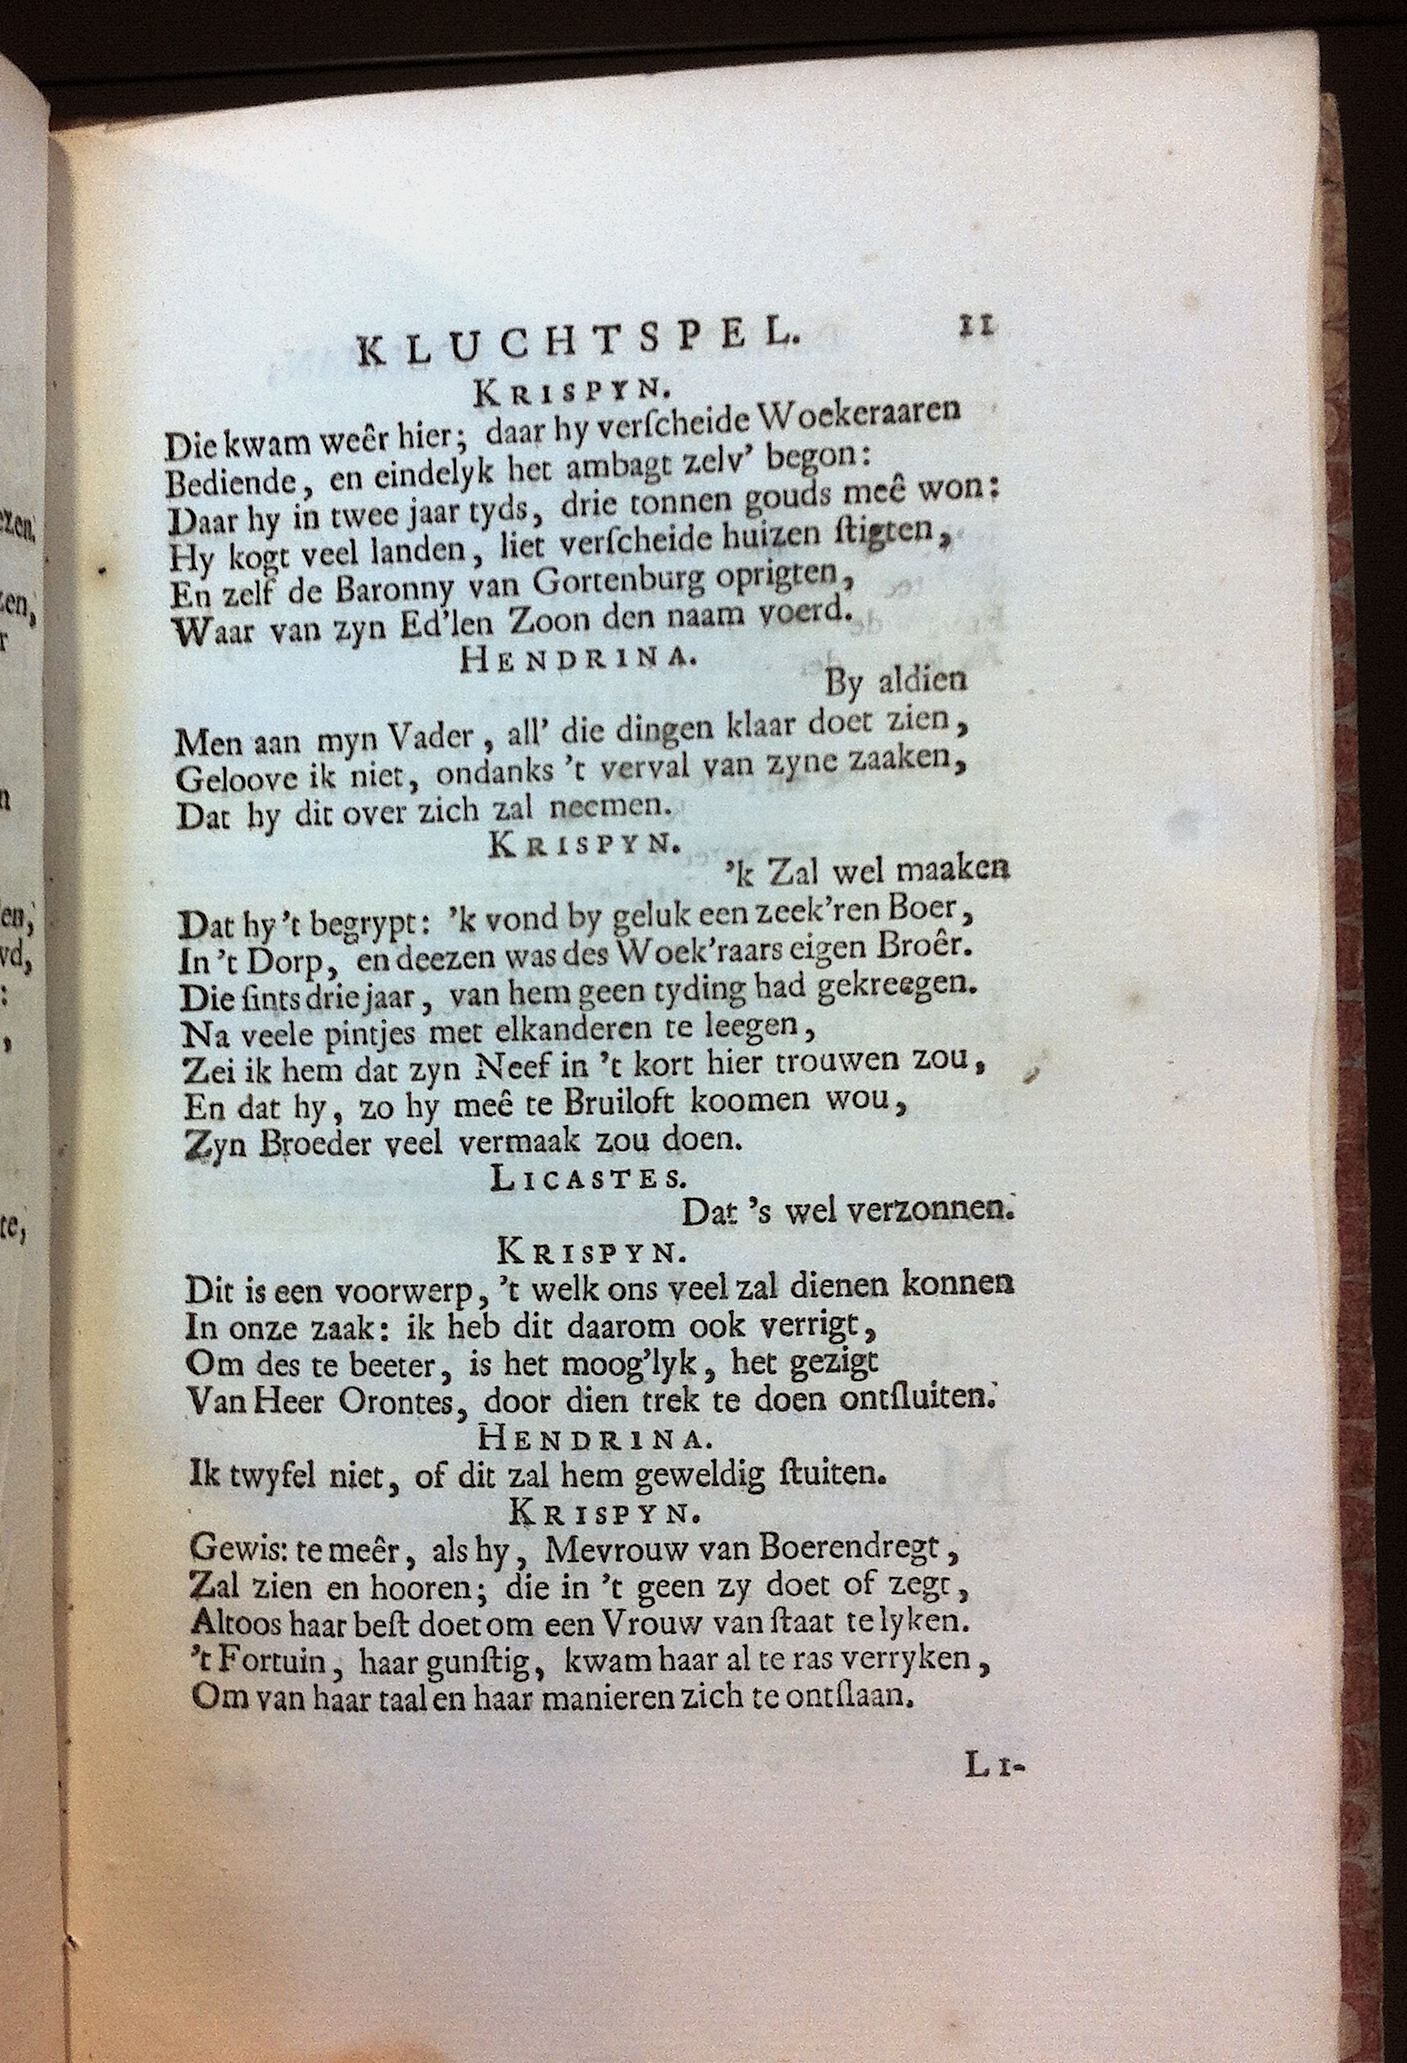 KLUCHTSPEL. 11
KRISPYN.
Die kwam weêr hier; daar hy verſcheide Woekeraaren
Bediende, en eindelyk het ambagt zelv' begon:
Daar hy in twee jaar tyds, drie tonnen gouds meê won:
Hy kogt veel landen, liet verſcheide huizen ſtigten,
En zelf de Baronny van Gortenburg oprigten,
Waar van zyn Ed'len Zoon den naam voerd.
HENDRINA.
By aldien
Men aan myn Vader, all' die dingen klaar doet zien,
Geloove ik niet, ondanks 't verval van zyne zaaken,
Dat hy dit over zich zal neemen.
KRISPYN.
'k Zal wel maaken
Dat hy 't begrypt: 'k vond by geluk een zeek'ren Boer,
In 't Dorp, en deezen was des Woek'raars eigen Broêr.
Die ſints drie jaar, van hem geen tyding had gekreegen.
Na veele pintjes met elkanderen te leegen,
Zei ik hem dat zyn Neef in 't kort hier trouwen zou,
En dat hy, zo hy meê te Bruiloft koomen wou,
Zyn Broeder veel vermaak zou doen.
LICASTES.
Dat 's wel verzonnen.
KRISPYN.
Dit is een voorwerp, 't welk ons veel zal dienen konnen
In onze zaak: ik heb dit daarom ook verrigt,
Om des te beeter, is het moog'lyk, het gezigt
Van Heer Orontes, door dien trek te doen ontſluiten.
HENDRINA.
Ik twyfel niet, of dit zal hem geweldig ſtuiten.
KRISPYN.
Gewis: te meêr, als hy, Mevrouw van Boerendregt,
Zal zien en hooren; die in 't geen zy doet of zegt,
Altoos haar beſt doet om een Vrouw van ſtaat te lyken.
't Fortuin, haar gunſtig, kwam haar al te ras verryken,
Om van haar taal en haar manieren zich te ontſlaan.
LI-